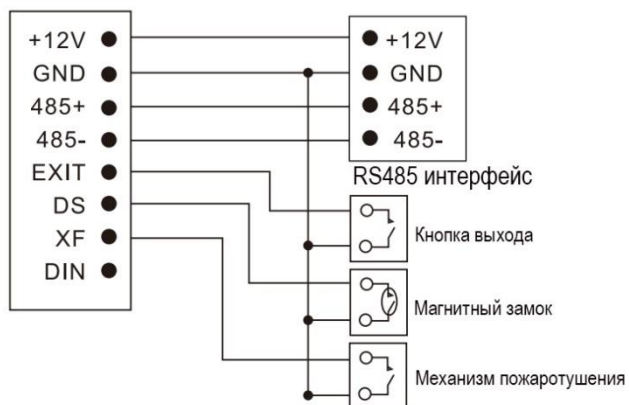 +12V
GND
485+
485-
EXIT
DS
XF
DIN
+12V
GND
485+
485-
RS485 интерфейс
Кнопка выхода
Магнитный замок
Механизм пожаротушения